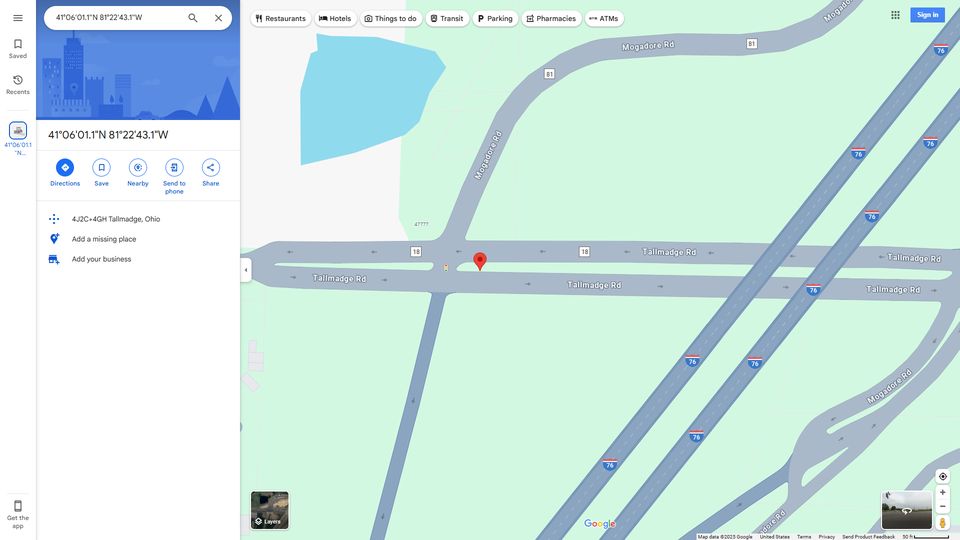 41°06'01.1"N 81°22'43.1"W
Restaurants
Hotels
Things to do
Transit
Parking
Pharmacies
ATMs
Sign in
Saved
Recents
41°06'01.1"
N...
41°06'01.1"N 81°22'43.1"W
Directions
Save
Nearby
Send to
phone
Share
4J2C+4GH Tallmadge, Ohio
Add a missing place
Add your business
Get the
app
Mogadore Rd
Mogadore Rd
81
81
76
76
76
76
76
76
76
76
76
Mogadore Rd
4????
18
18
Tallmadge Rd
Tallmadge Rd
Tallmadge Rd
Tallmadge Rd
Tallmadge Rd
Mogadore Rd
Layers
Google
Map data ©2025 Google
United States
Terms
Privacy
Send Product Feedback
50 ft